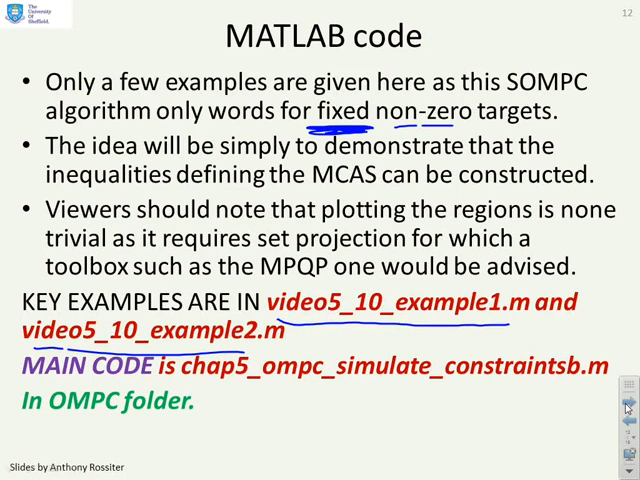 The
University
Of
Sheffield.
12
MATLAB code
• Only a few examples are given here as this SOMPC
algorithm only words for fixed non-zero targets.
• The idea will be simply to demonstrate that the
inequalities defining the MCAS can be constructed.
• Viewers should note that plotting the regions is none
trivial as it requires set projection for which a
toolbox such as the MPQP one would be advised.
KEY EXAMPLES ARE IN video5_10_example1.m and
video5_10_example2.m
MAIN CODE is chap5_ompc_simulate_constraintsb.m
In OMPC folder.
Slides by Anthony Rossiter